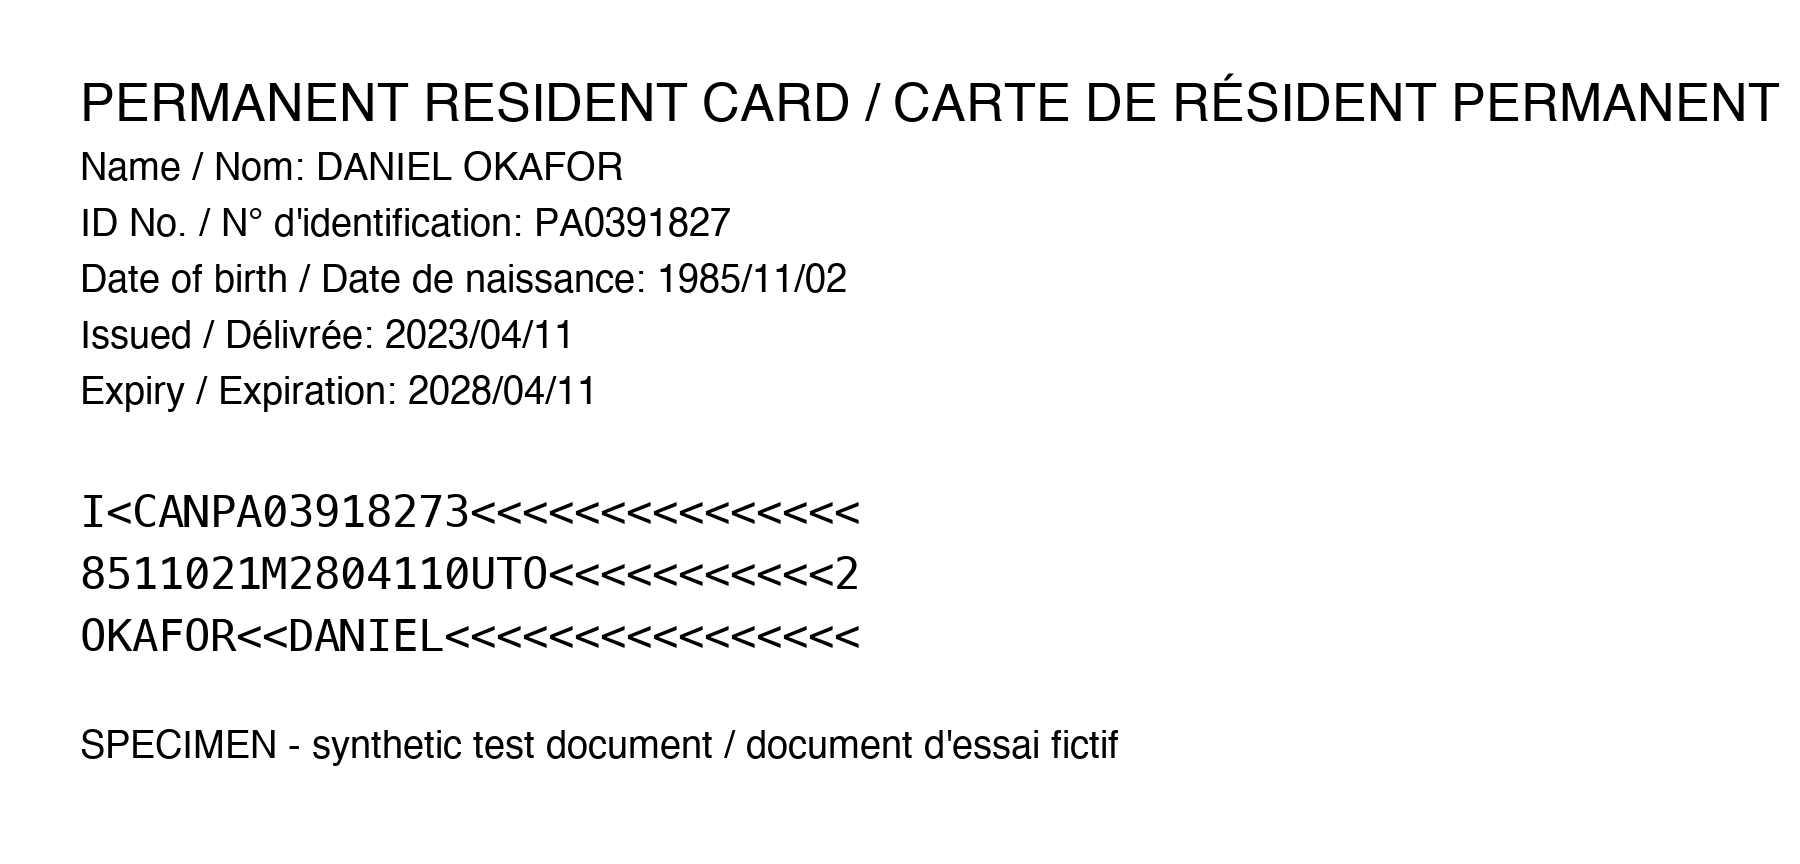 PERMANENT RESIDENT CARD / CARTE DE RÉSIDENT PERMANENT
Name / Nom: DANIEL OKAFOR
ID No. / N° d'identification: PA0391827
Date of birth / Date de naissance: 1985/11/02
Issued / Délivrée: 2023/04/11
Expiry / Expiration: 2028/04/11
I<CANPA03918273<<<<<<<<<<<<<<<
8511021M2804110UTO<<<<<<<<<<<2
OKAFOR<<DANIEL<<<<<<<<<<<<<<<<
SPECIMEN - synthetic test document / document d'essai fictif